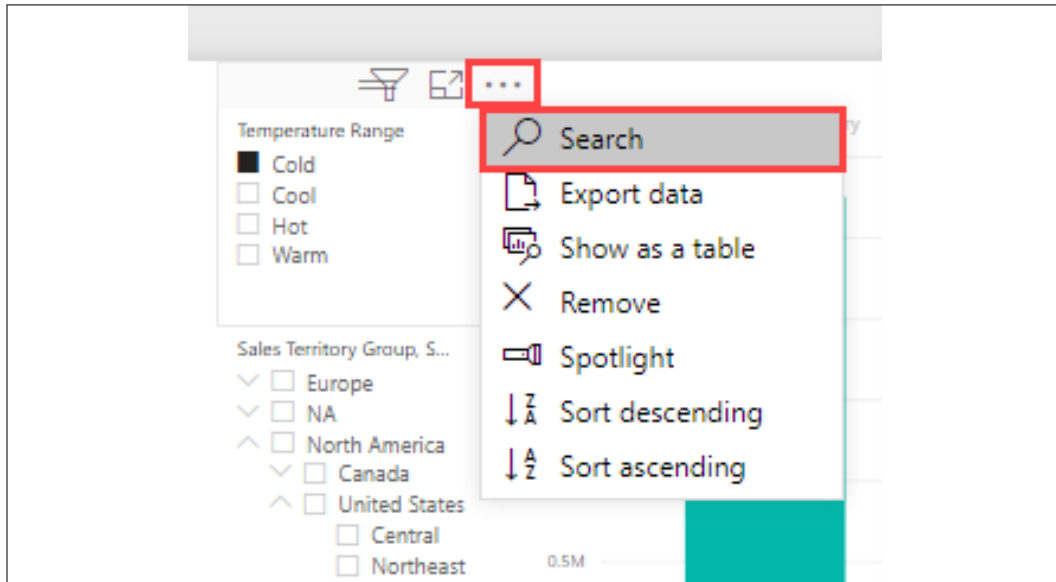 Temperature Range
Cold
Cool
Hot
Warm
Search
Export data
Show as a table
Remove
Spotlight
Sort descending
Sort ascending
Sales Territory Group, S...
Europe
NA
North America
Canada
United States
Central
Northeast
0.5M